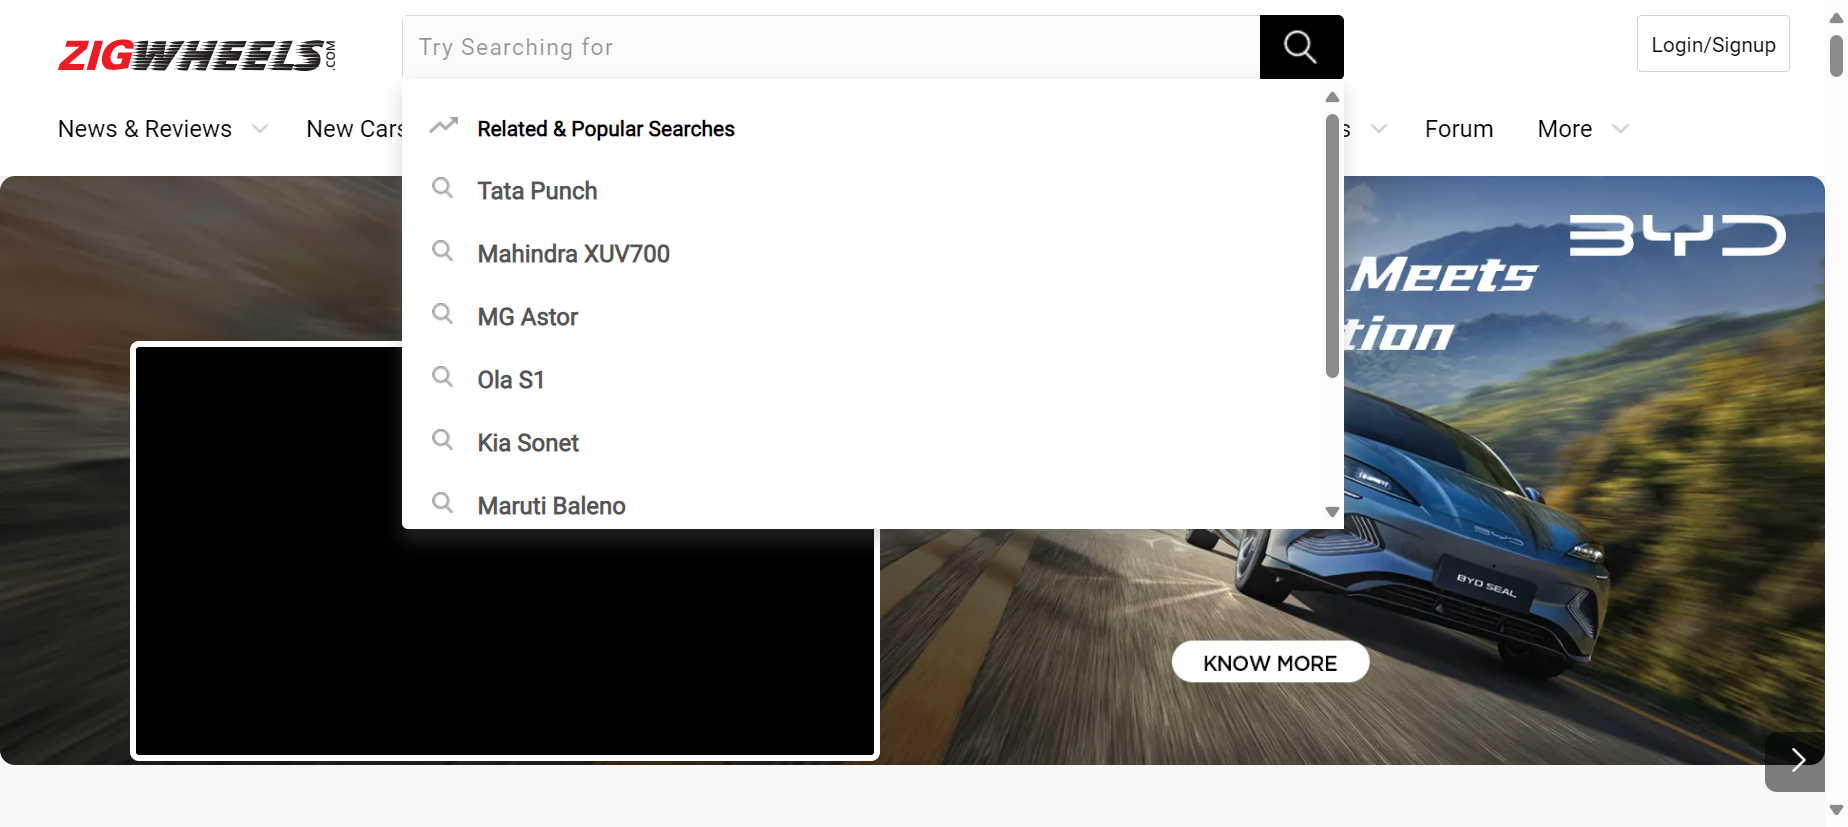 ZIGWHEELS.COM
Try Searching for
Login/Signup
News & Reviews
New Cars
Forum
More
Related & Popular Searches
Tata Punch
Mahindra XUV700
MG Astor
Ola S1
Kia Sonet
Maruti Baleno
BYD
Meets
tion
BYD SEAL
KNOW MORE